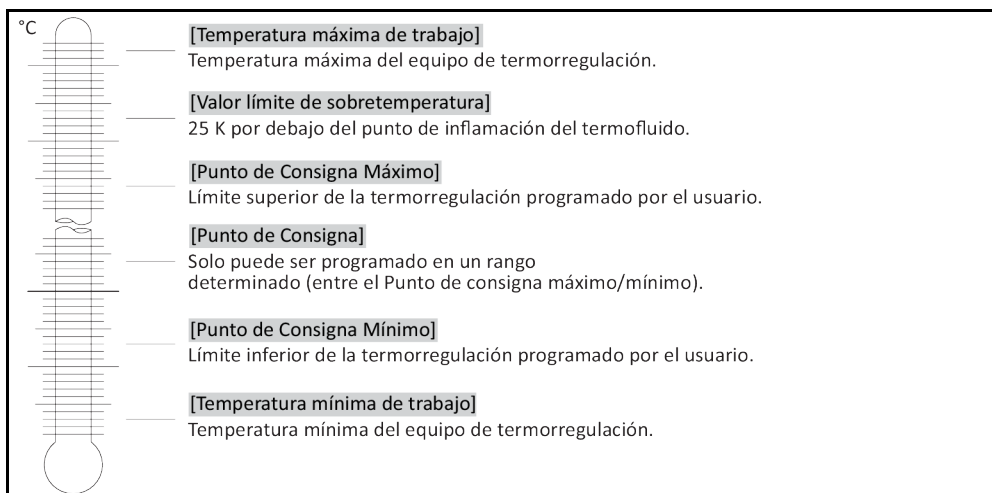 °C
[Temperatura máxima de trabajo]
Temperatura máxima del equipo de termorregulación.
[Valor límite de sobretemperatura]
25 K por debajo del punto de inflamación del termofluido.
[Punto de Consigna Máximo]
Límite superior de la termorregulación programado por el usuario.
[Punto de Consigna]
Solo puede ser programado en un rango
determinado (entre el Punto de consigna máximo/mínimo).
[Punto de Consigna Mínimo]
Límite inferior de la termorregulación programado por el usuario.
[Temperatura mínima de trabajo]
Temperatura mínima del equipo de termorregulación.